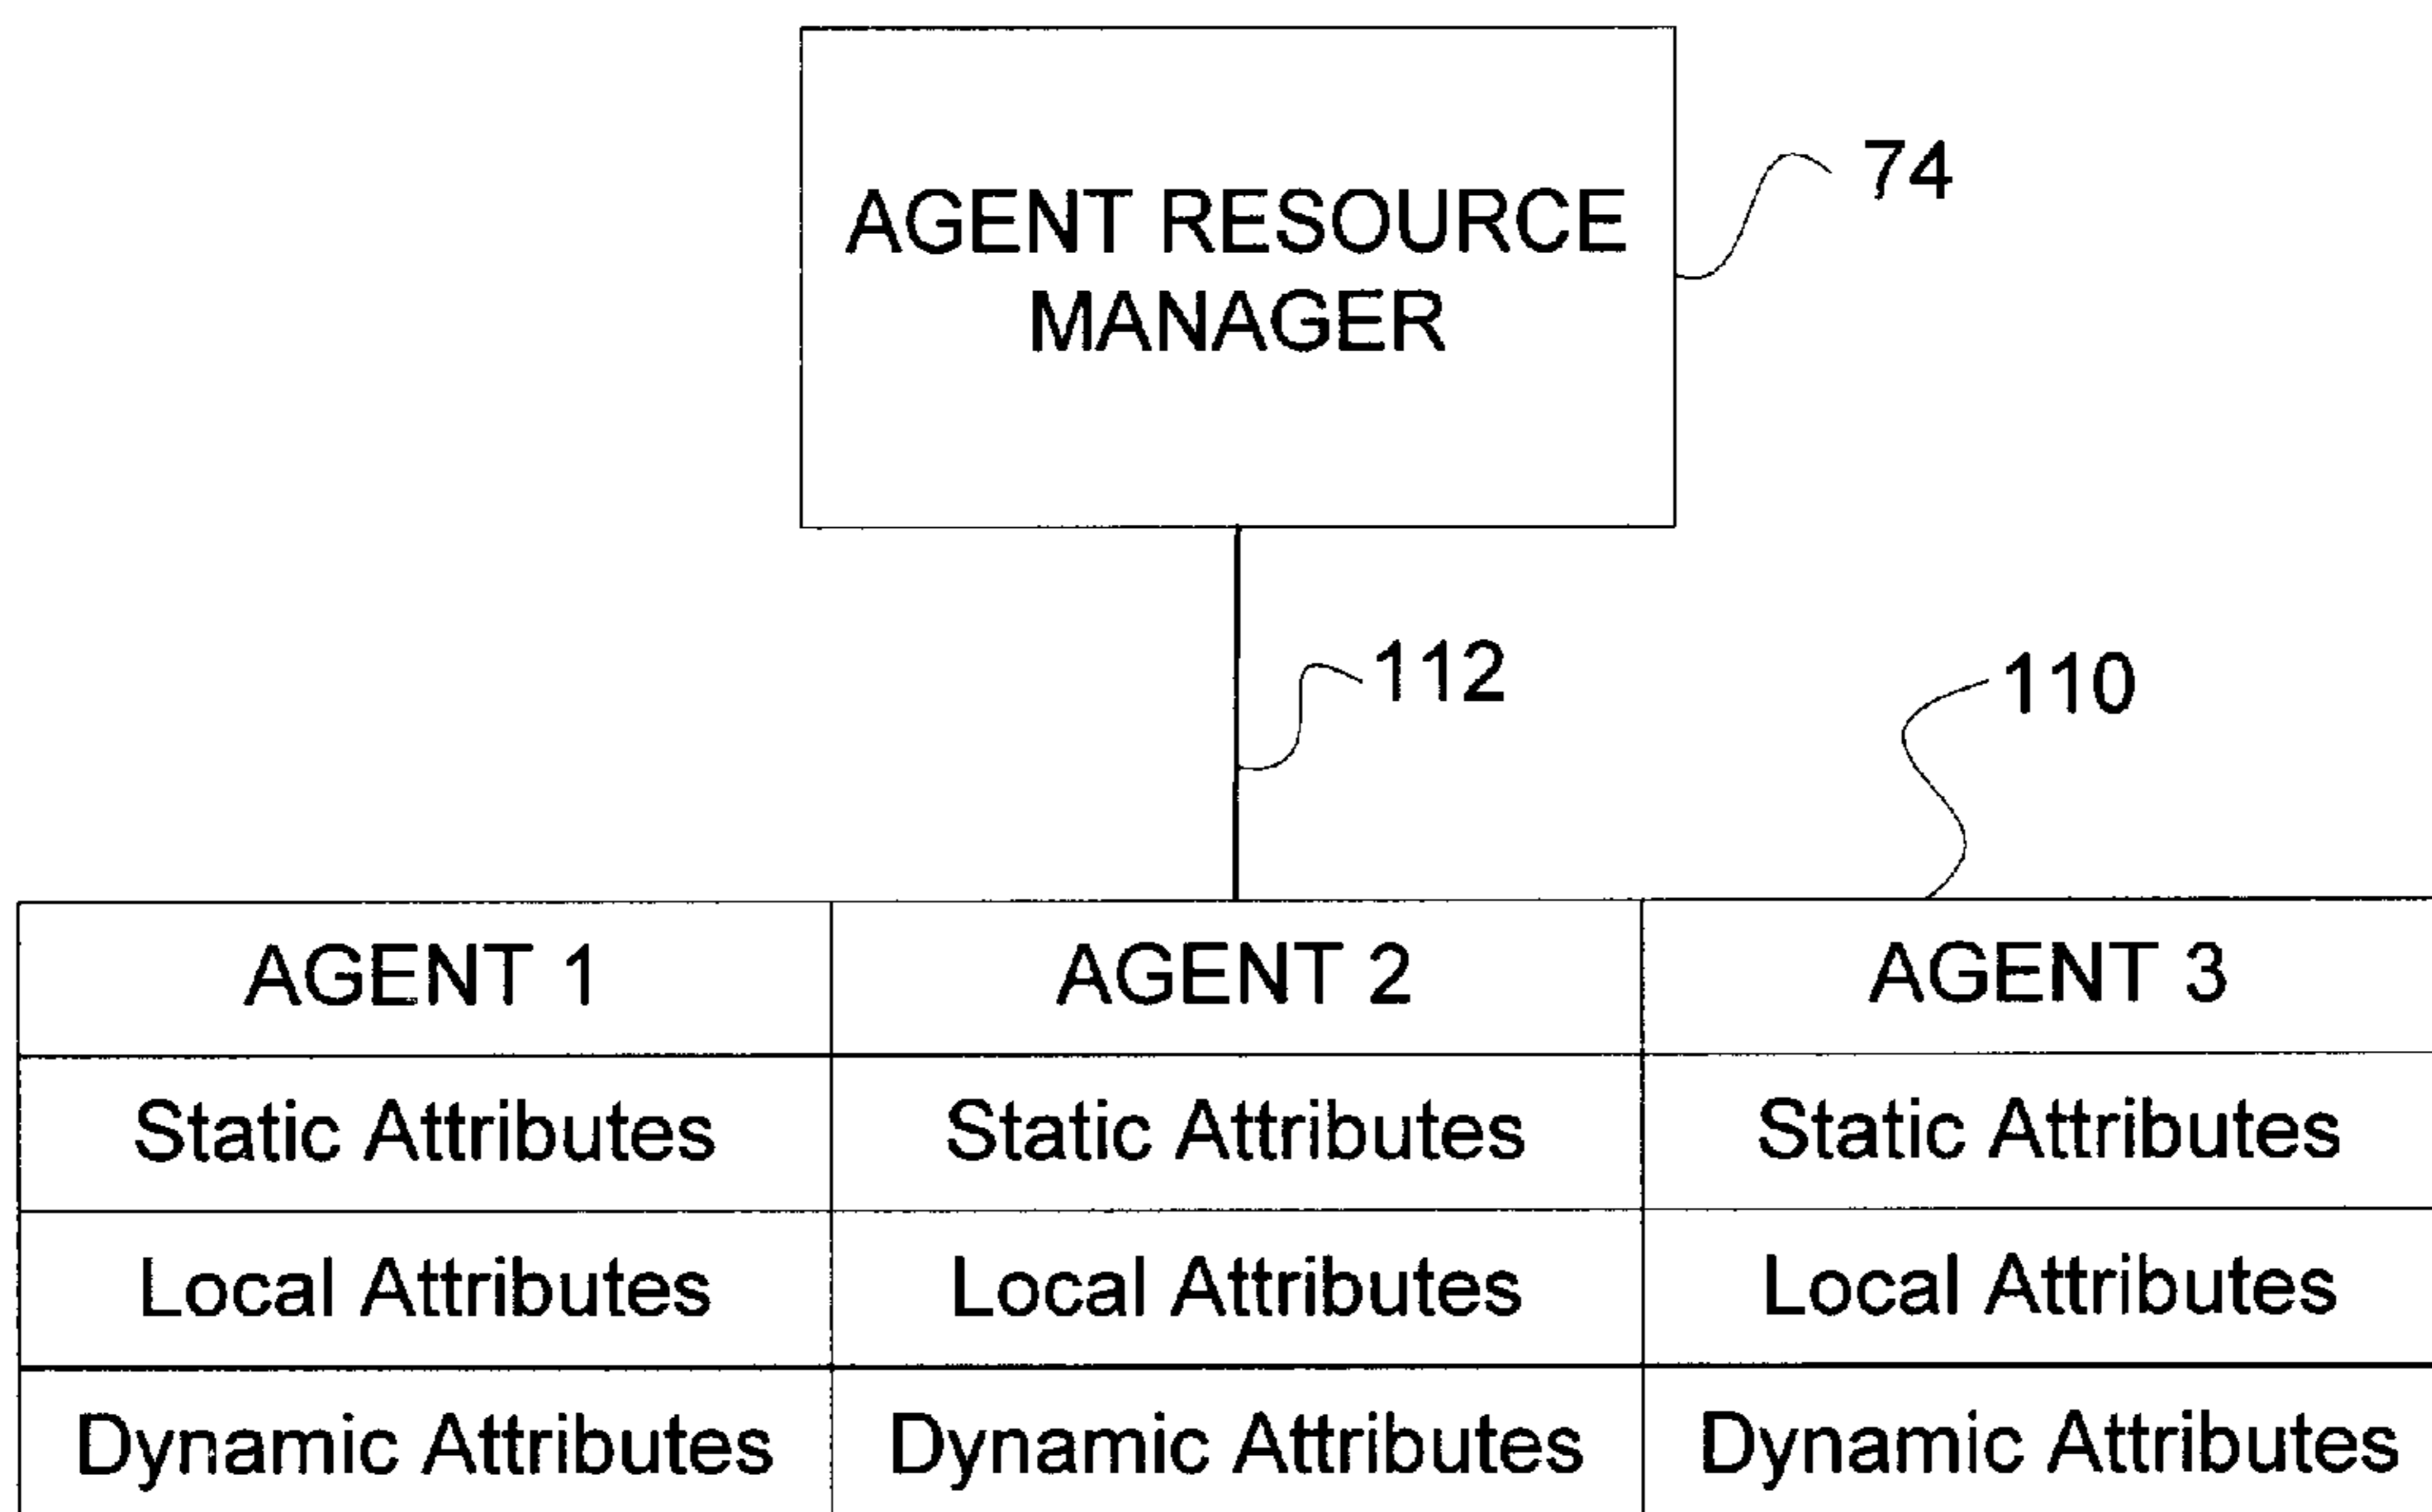 AGENT RESOURCE
MANAGER
74
112
110
AGENT 1 AGENT 2 AGENT 3
Static Attributes Static Attributes Static Attributes
Local Attributes Local Attributes Local Attributes
Dynamic Attributes Dynamic Attributes Dynamic Attributes